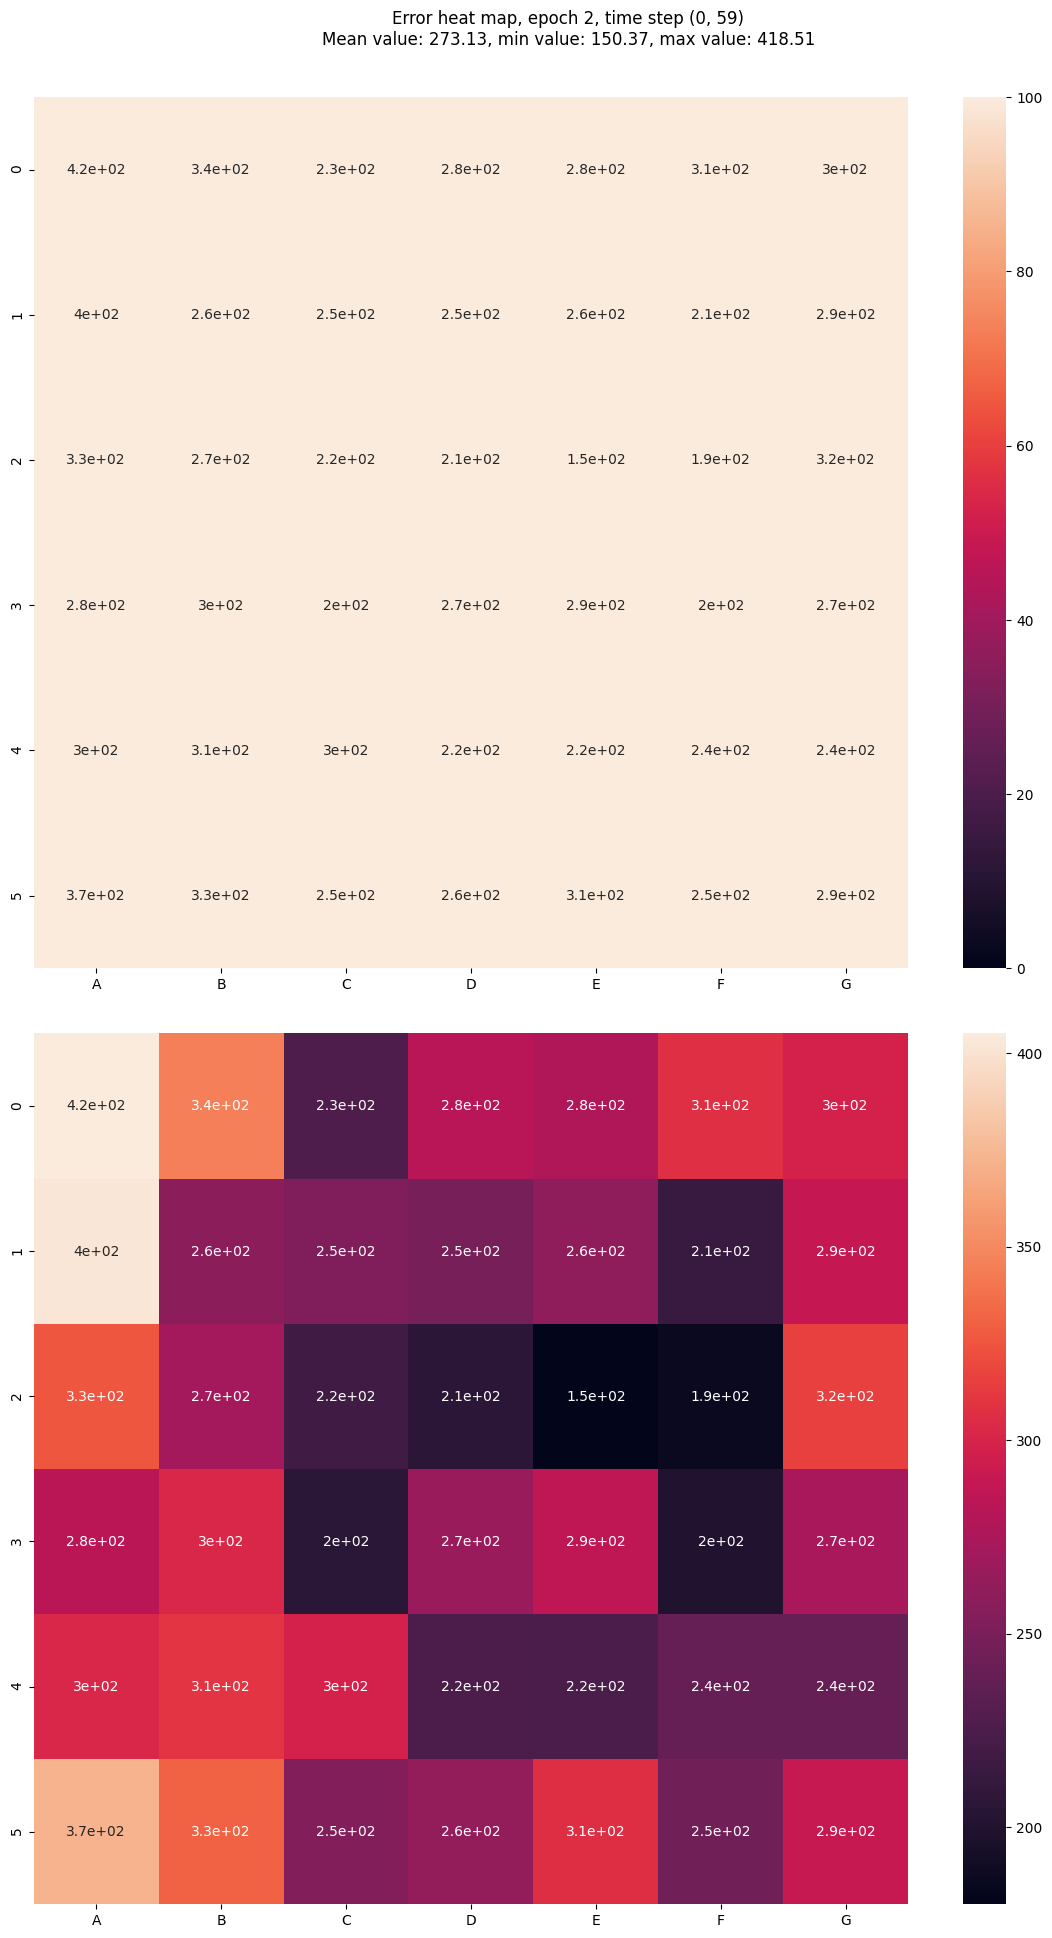 Error heat map, epoch 2, time step (0, 59)
Mean value: 273.13, min value: 150.37, max value: 418.51
100
0 4.2e+02 3.4e+02 2.3e+02 2.8e+02 2.8e+02 3.1e+02 3e+02
80
1 4e+02 2.6e+02 2.5e+02 2.5e+02 2.6e+02 2.1e+02 2.9e+02
60
2 3.3e+02 2.7e+02 2.2e+02 2.1e+02 1.5e+02 1.9e+02 3.2e+02
3 2.8e+02 3e+02 2e+02 2.7e+02 2.9e+02 2e+02 2.7e+02
40
4 3e+02 3.1e+02 3e+02 2.2e+02 2.2e+02 2.4e+02 2.4e+02
20
5 3.7e+02 3.3e+02 2.5e+02 2.6e+02 3.1e+02 2.5e+02 2.9e+02
0
A B C D E F G
400
0 4.2e+02 3.4e+02 2.3e+02 2.8e+02 2.8e+02 3.1e+02 3e+02
350
1 4e+02 2.6e+02 2.5e+02 2.5e+02 2.6e+02 2.1e+02 2.9e+02
2 3.3e+02 2.7e+02 2.2e+02 2.1e+02 1.5e+02 1.9e+02 3.2e+02
300
3 2.8e+02 3e+02 2e+02 2.7e+02 2.9e+02 2e+02 2.7e+02
250
4 3e+02 3.1e+02 3e+02 2.2e+02 2.2e+02 2.4e+02 2.4e+02
200
5 3.7e+02 3.3e+02 2.5e+02 2.6e+02 3.1e+02 2.5e+02 2.9e+02
A B C D E F G